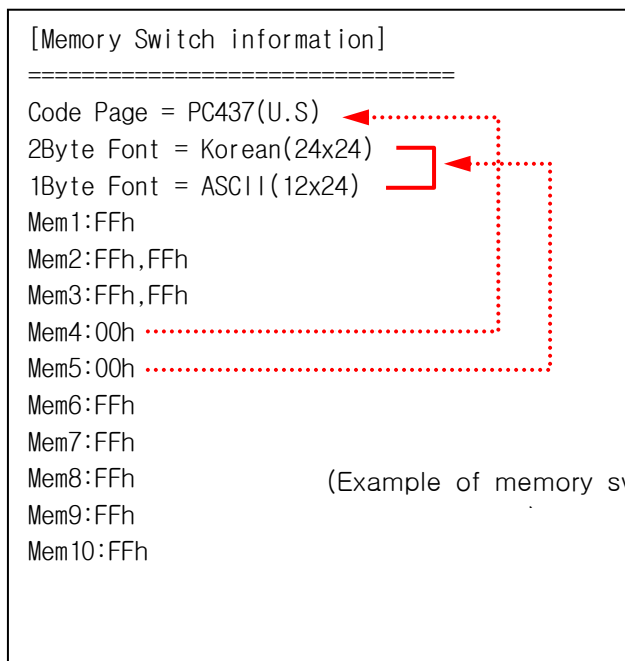 [Memory Switch information]
================================
Code Page = PC437(U.S)
2Byte Font = Korean(24x24)
1Byte Font = ASCII(12x24)
Mem1:FFh
Mem2:FFh,FFh
Mem3:FFh,FFh
Mem4:00h
Mem5:00h
Mem6:FFh
Mem7:FFh
Mem8:FFh
(Example of memory
Mem9:FFh
Mem10:FFh